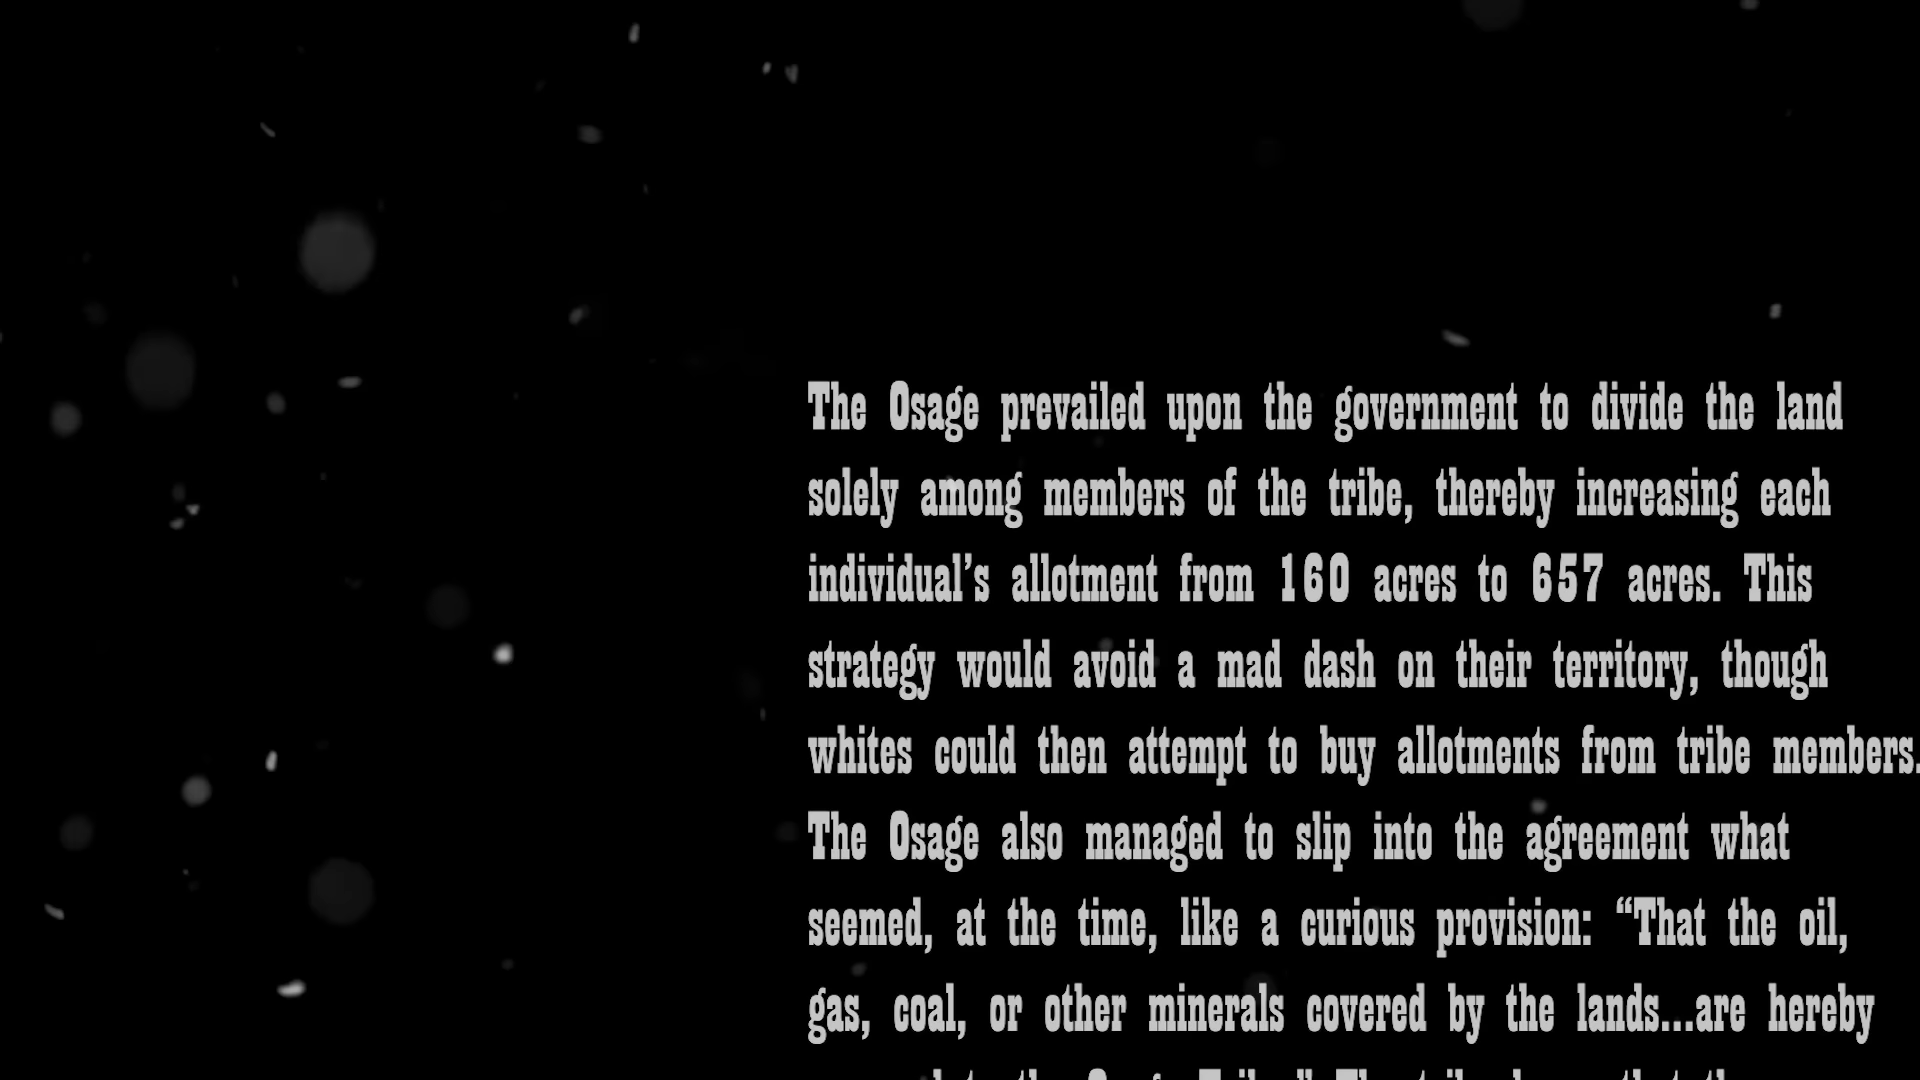 The Osage prevailed upon the government to divide the land
solely among members of the tribe, thereby increasing each
individual’s allotment from 160 acres to 657 acres. This
strategy would avoid a mad dash on their territory, though
whites could then attempt to buy allotments from tribe members.
The Osage also managed to slip into the agreement what
seemed, at the time, like a curious provision: “That the oil,
gas, coal, or other minerals covered by the lands...are hereby